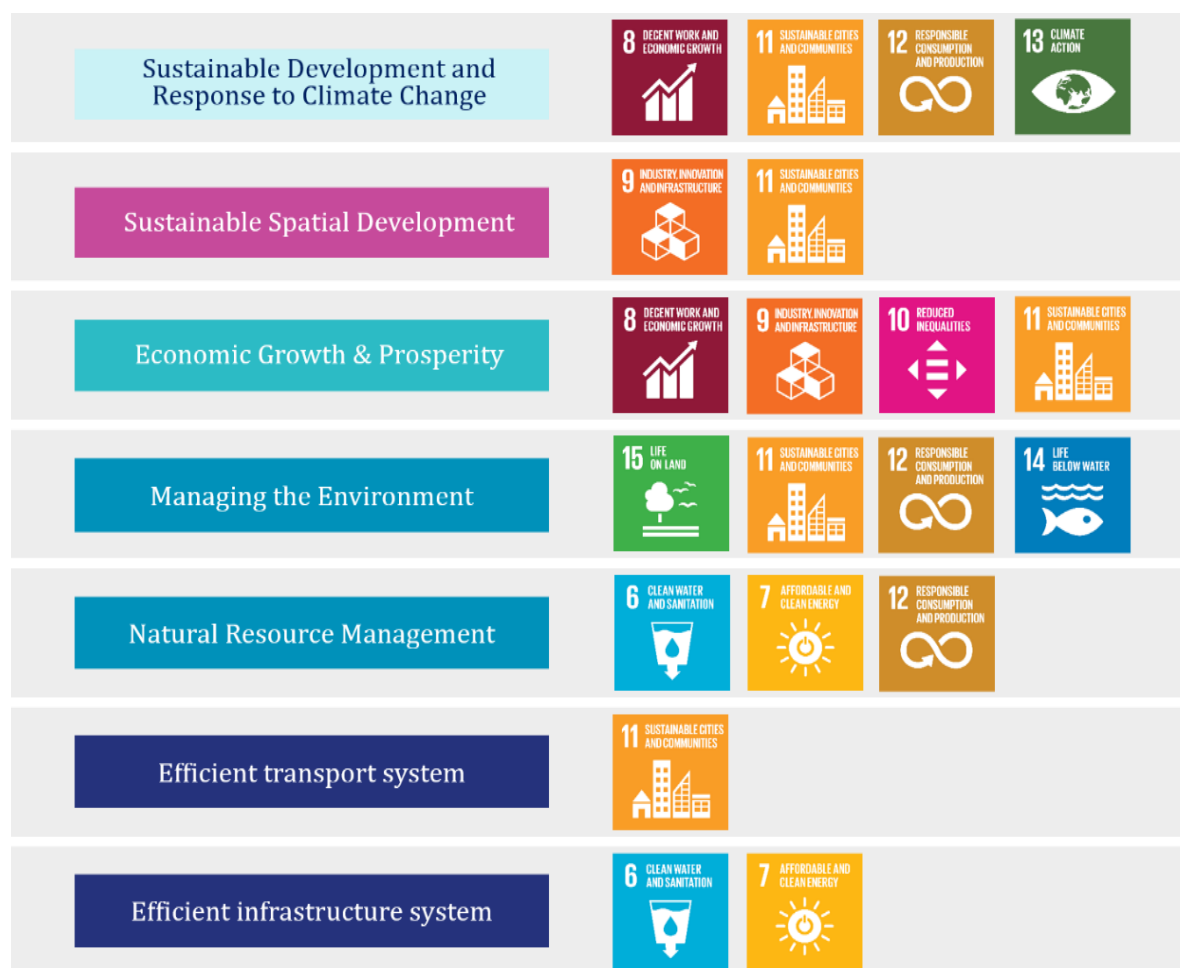 Sustainable Development and
Response to Climate Change
8 DECENT WORK AND
ECONOMIC GROWTH
11 SUSTAINABLE CITIES
AND COMMUNITIES
12 RESPONSIBLE
CONSUMPTION
AND PRODUCTION
13 CLIMATE
ACTION
Sustainable Spatial Development
9 INDUSTRY, INNOVATION
AND INFRASTRUCTURE
11 SUSTAINABLE CITIES
AND COMMUNITIES
Economic Growth & Prosperity
8 DECENT WORK AND
ECONOMIC GROWTH
9 INDUSTRY, INNOVATION
AND INFRASTRUCTURE
10 REDUCED
INEQUALITIES
11 SUSTAINABLE CITIES
AND COMMUNITIES
Managing the Environment
15 LIFE
ON LAND
11 SUSTAINABLE CITIES
AND COMMUNITIES
12 RESPONSIBLE
CONSUMPTION
AND PRODUCTION
14 LIFE
BELOW WATER
Natural Resource Management
6 CLEAN WATER
AND SANITATION
7 AFFORDABLE AND
CLEAN ENERGY
12 RESPONSIBLE
CONSUMPTION
AND PRODUCTION
Efficient transport system
11 SUSTAINABLE CITIES
AND COMMUNITIES
Efficient infrastructure system
6 CLEAN WATER
AND SANITATION
7 AFFORDABLE AND
CLEAN ENERGY